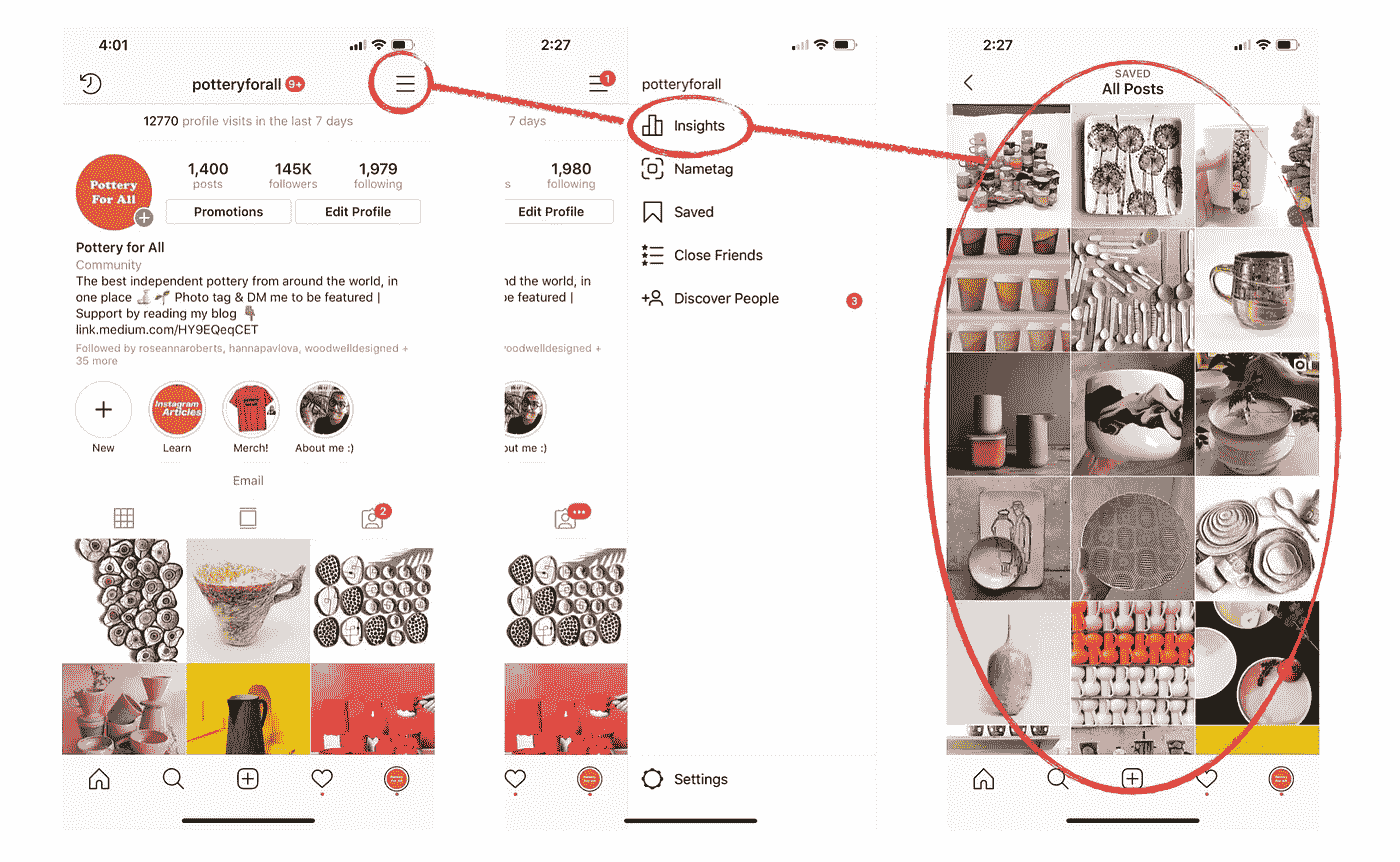 4:01
potteryforall 9+
12770 profile visits in the last 7 days
1,400 145K 1,979
posts followers following
Pottery
For All
Promotions Edit Profile
Pottery for All
Community
The best independent pottery from around the world, in
one place Photo tag & DM me to be featured |
Support by reading my blog
link.medium.com/HY9EQeqCET
Followed by roseannaroberts, hannapavlova, woodwelldesigned +
35 more
Instagram
Articles
New Learn Merch! About me :)
Email
2
2:27
1
7 days
1,980
s following
Edit Profile
nd the world, in
be featured |
woodwelldesigned +
out me :)
potteryforall
Insights
Nametag
Saved
Close Friends
Discover People 3
Settings
2:27
SAVED
All Posts